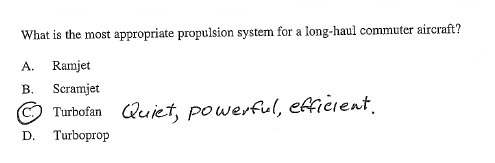 What is the most appropriate propulsion system for a long-haul commuter aircraft?
A. Ramjet
B. Scramjet
C. Turbofan Quiet, powerful, efficient.
D. Turboprop